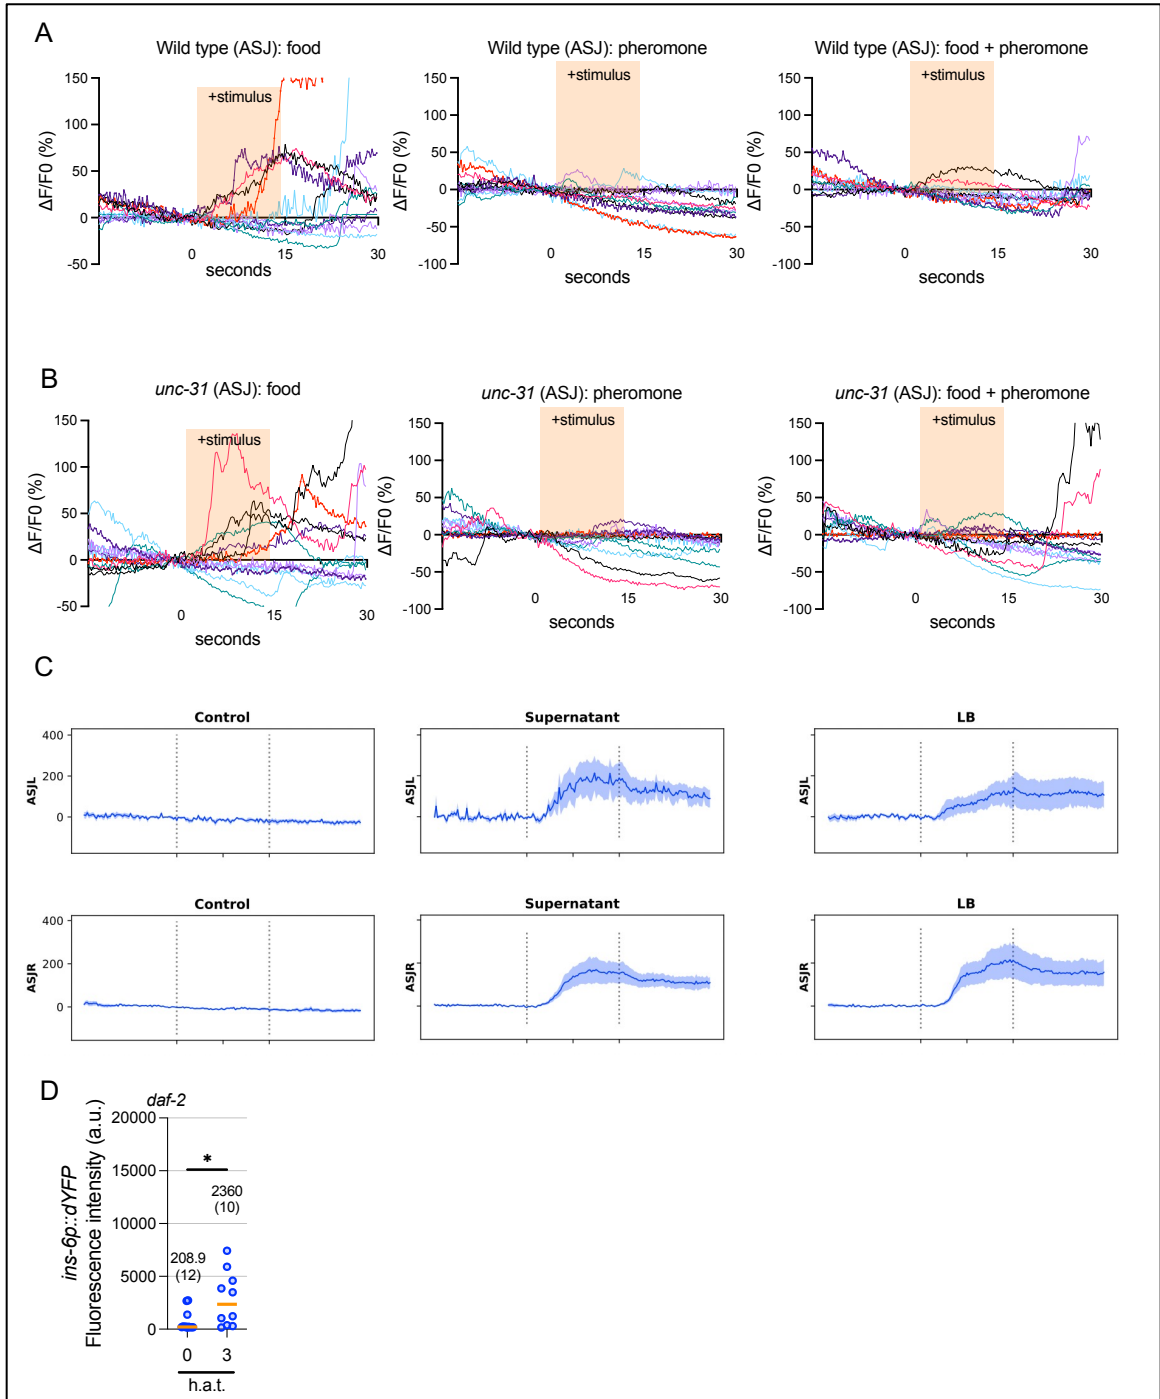 A
Wild type (ASJ): food
Wild type (ASJ): pheromone
Wild type (ASJ): food + pheromone
+stimulus
+stimulus
+stimulus
ΔF/F0 (%)
150
100
50
0
-50
0
15
30
seconds
ΔF/F0 (%)
150
100
50
0
-50
-100
0
15
30
seconds
ΔF/F0 (%)
150
100
50
0
-50
-100
0
15
30
seconds
B
unc-31 (ASJ): food
unc-31 (ASJ): pheromone
unc-31 (ASJ): food + pheromone
+stimulus
+stimulus
+stimulus
ΔF/F0 (%)
150
100
50
0
-50
0
15
30
seconds
ΔF/F0 (%)
150
100
50
0
-50
-100
0
15
30
seconds
ΔF/F0 (%)
150
100
50
0
-50
-100
0
15
30
seconds
C
Control
Supernatant
LB
ASJL
400
200
0
ASJL
ASJL
Control
Supernatant
LB
ASJR
400
200
0
ASJR
ASJR
D
daf-2
ins-6p::dYFP
Fluorescence intensity (a.u.)
20000
15000
10000
5000
0
*
2360
(10)
208.9
(12)
0
3
h.a.t.